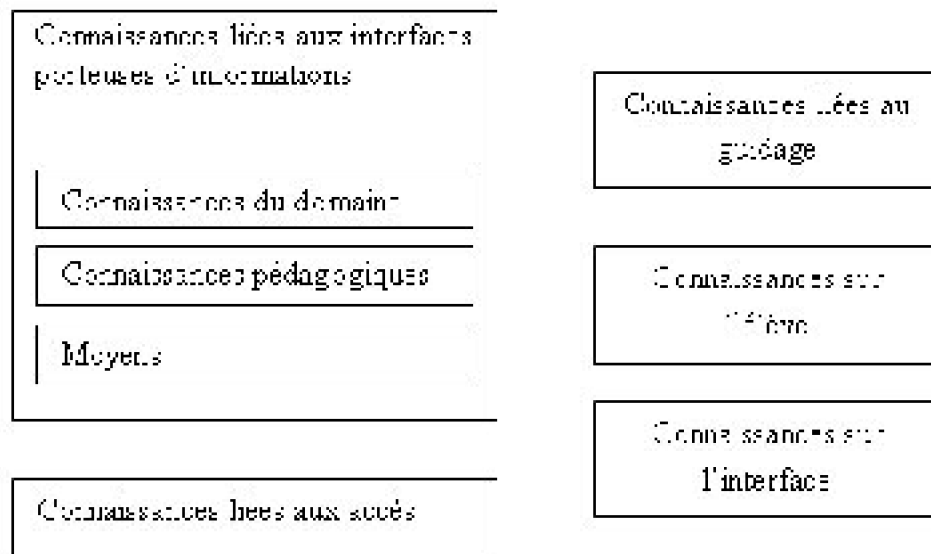 Connaissances liées aux interfaces
porteuses d'informations
Connaissances du domaine
Connaissances pédagogiques
Moyens
Connaissances liées aux accés
Connaissances liées au
guidage
Connaissances sur
l'élève
Connaissances sur
l'interface